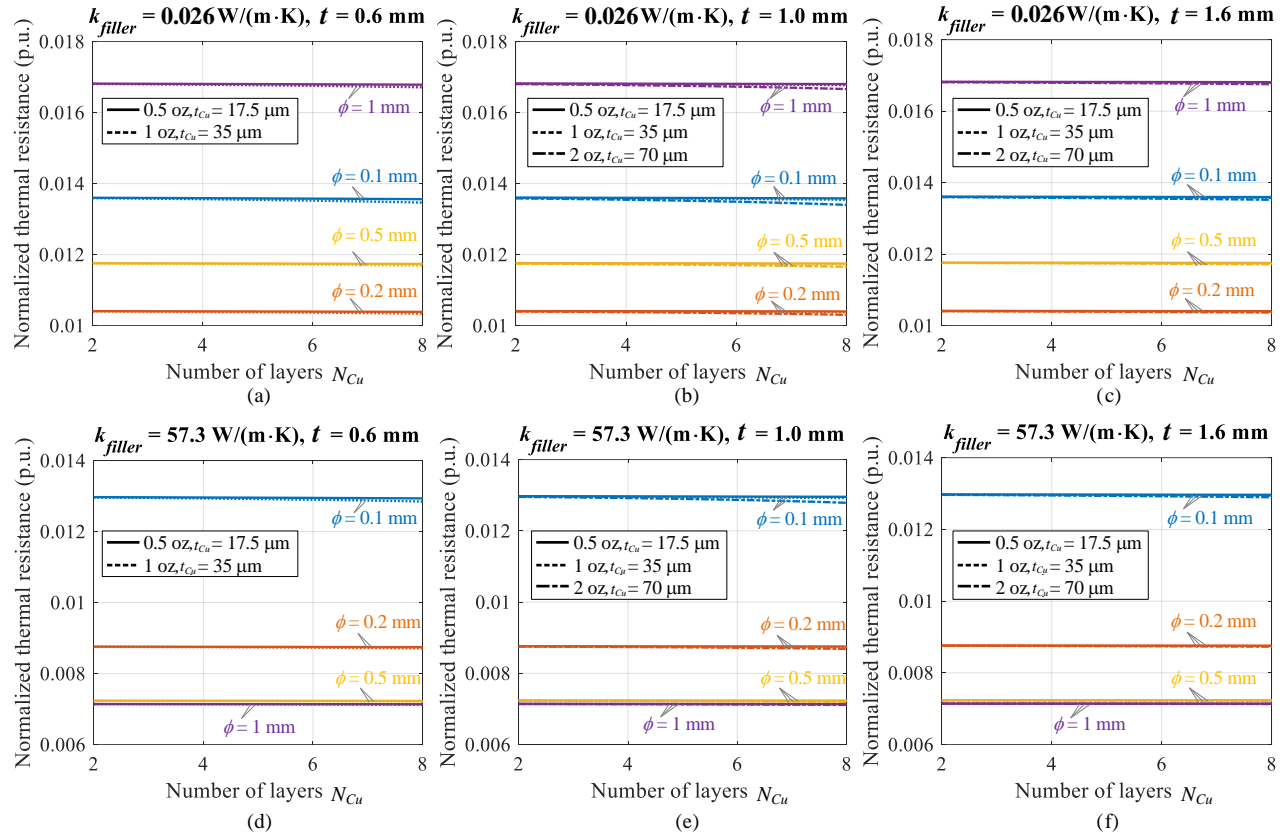 k_filler = 0.026 W/(m·K), t = 0.6 mm
Normalized thermal resistance (p.u.)
0.018
0.016
0.014
0.012
0.01
ϕ = 1 mm
0.5 oz, t_Cu = 17.5 µm
1 oz, t_Cu = 35 µm
ϕ = 0.1 mm
ϕ = 0.5 mm
ϕ = 0.2 mm
2 4 6 8
Number of layers N_Cu
(a)
k_filler = 0.026 W/(m·K), t = 1.0 mm
Normalized thermal resistance (p.u.)
0.018
0.016
0.014
0.012
0.01
ϕ = 1 mm
0.5 oz, t_Cu = 17.5 µm
1 oz, t_Cu = 35 µm
2 oz, t_Cu = 70 µm
ϕ = 0.1 mm
ϕ = 0.5 mm
ϕ = 0.2 mm
2 4 6 8
Number of layers N_Cu
(b)
k_filler = 0.026 W/(m·K), t = 1.6 mm
Normalized thermal resistance (p.u.)
0.018
0.016
0.014
0.012
0.01
ϕ = 1 mm
0.5 oz, t_Cu = 17.5 µm
1 oz, t_Cu = 35 µm
2 oz, t_Cu = 70 µm
ϕ = 0.1 mm
ϕ = 0.5 mm
ϕ = 0.2 mm
2 4 6 8
Number of layers N_Cu
(c)
k_filler = 57.3 W/(m·K), t = 0.6 mm
Normalized thermal resistance (p.u.)
0.014
0.012
0.01
0.008
0.006
ϕ = 0.1 mm
0.5 oz, t_Cu = 17.5 µm
1 oz, t_Cu = 35 µm
ϕ = 0.2 mm
ϕ = 0.5 mm
ϕ = 1 mm
2 4 6 8
Number of layers N_Cu
(d)
k_filler = 57.3 W/(m·K), t = 1.0 mm
Normalized thermal resistance (p.u.)
0.014
0.012
0.01
0.008
0.006
ϕ = 0.1 mm
0.5 oz, t_Cu = 17.5 µm
1 oz, t_Cu = 35 µm
2 oz, t_Cu = 70 µm
ϕ = 0.2 mm
ϕ = 0.5 mm
ϕ = 1 mm
2 4 6 8
Number of layers N_Cu
(e)
k_filler = 57.3 W/(m·K), t = 1.6 mm
Normalized thermal resistance (p.u.)
0.014
0.012
0.01
0.008
0.006
ϕ = 0.1 mm
0.5 oz, t_Cu = 17.5 µm
1 oz, t_Cu = 35 µm
2 oz, t_Cu = 70 µm
ϕ = 0.2 mm
ϕ = 0.5 mm
ϕ = 1 mm
2 4 6 8
Number of layers N_Cu
(f)